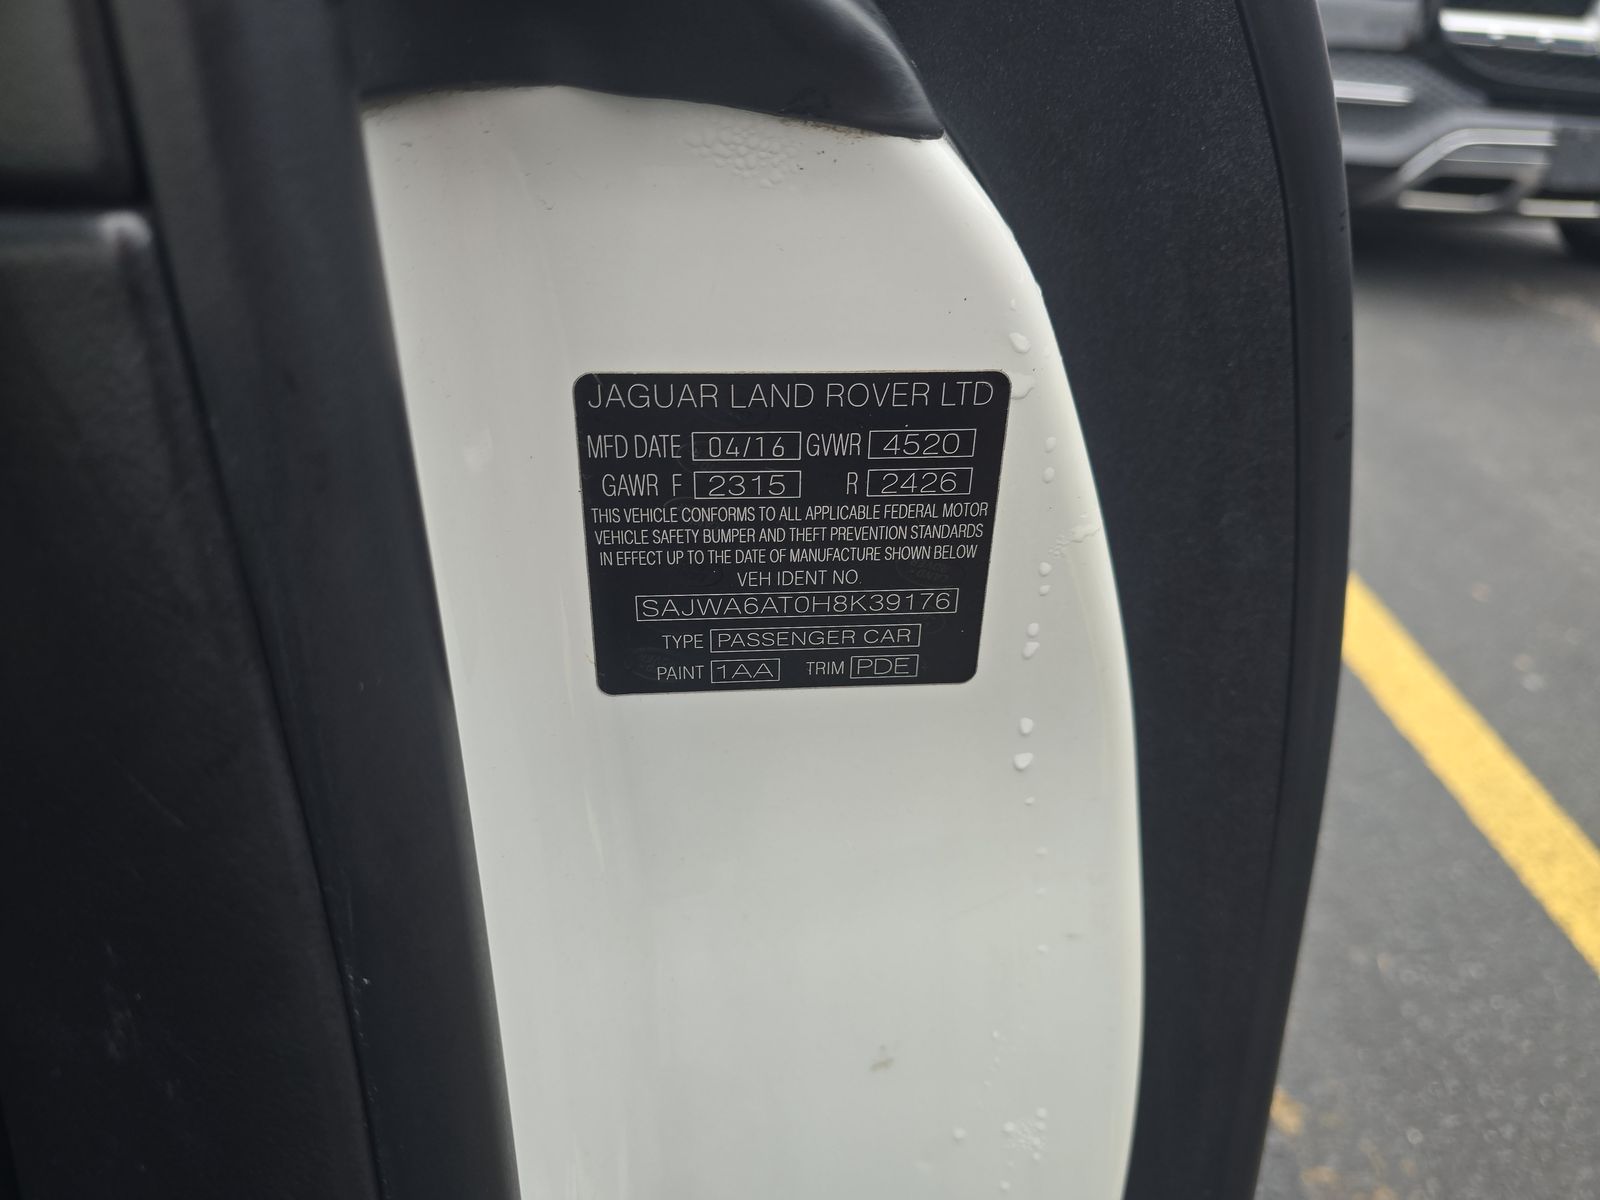 JAGUAR LAND ROVER LTD
MFD DATE 04/16 GVWR 4520
GAWR F 2315 R 2426
THIS VEHICLE CONFORMS TO ALL APPLICABLE FEDERAL MOTOR
VEHICLE SAFETY BUMPER AND THEFT PREVENTION STANDARDS
IN EFFECT UP TO THE DATE OF MANUFACTURE SHOWN BELOW
VEH IDENT NO.
SAJWA6AT0H8K39176
TYPE PASSENGER CAR
PAINT 1AA TRIM PDE